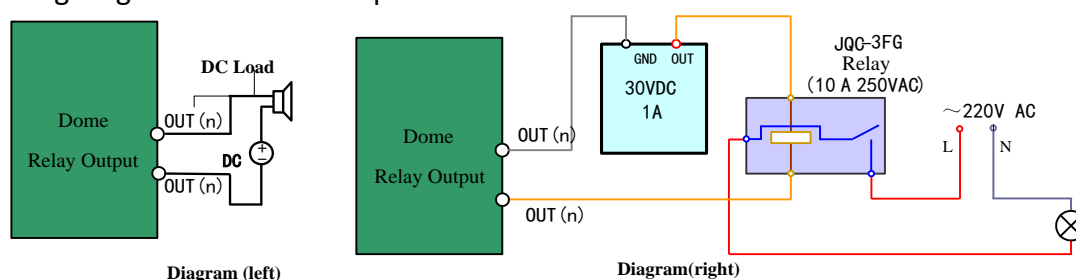 DC Load
Dome
Relay Output
OUT (n)
DC
OUT (n)
Diagram (left)
Dome
Relay Output
OUT (n)
OUT (n)
GND OUT
30VDC
1A
JQC-3FG
Relay
(10 A 250VAC)
~220V AC
L N
Diagram(right)